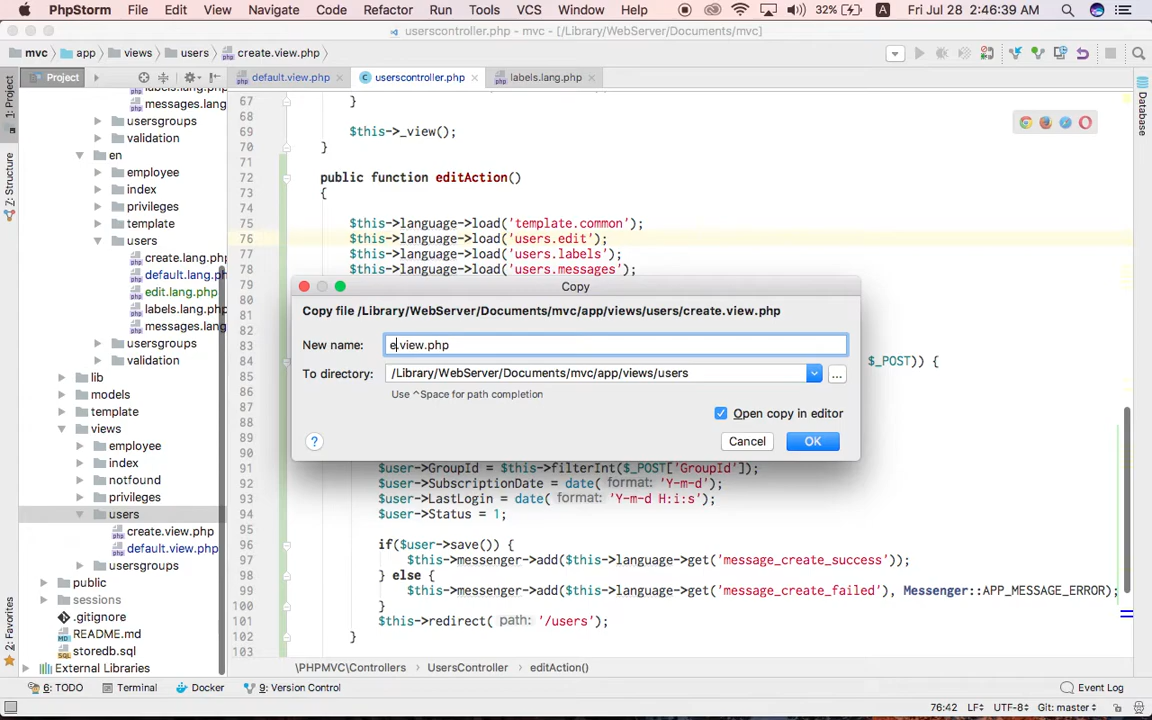 PhpStorm File Edit View Navigate Code Refactor Run Tools VCS Window Help 32% A Fri Jul 28 2:46:39 AM
userscontroller.php - mvc - [/Library/WebServer/Documents/mvc]
mvc app views users create.view.php
Project default.view.php userscontroller.php labels.lang.php
1: Project
Z: Structure
2: Favorites
Database
labels.lang.php
messages.lang
usersgroups
validation
en
employee
index
privileges
template
users
create.lang.php
default.lang.ph
edit.lang.php
labels.lang.php
messages.lang
usersgroups
validation
lib
models
template
views
employee
index
notfound
privileges
users
create.view.php
default.view.php
usersgroups
public
sessions
.gitignore
README.md
storedb.sql
External Libraries
67 }
68
69 $this->_view();
70 }
71
72 public function editAction()
73 {
74
75 $this->language->load('template.common');
76 $this->language->load('users.edit');
77 $this->language->load('users.labels');
78 $this->language->load('users.messages');
79
80
81
82
83
84 $_POST)) {
86
87
88
89
90
91 $user->GroupId = $this->filterInt($_POST['GroupId']);
92 $user->SubscriptionDate = date( format: 'Y-m-d');
93 $user->LastLogin = date( format: 'Y-m-d H:i:s');
94 $user->Status = 1;
95
96 if($user->save()) {
97 $this->messenger->add($this->language->get('message_create_success'));
98 } else {
99 $this->messenger->add($this->language->get('message_create_failed'), Messenger::APP_MESSAGE_ERROR);
100 }
101 $this->redirect( path: '/users');
102 }
103
Copy
Copy file /Library/WebServer/Documents/mvc/app/views/users/create.view.php
New name: e.view.php
To directory: /Library/WebServer/Documents/mvc/app/views/users ...
Use ^Space for path completion
Open copy in editor
? Cancel OK
\PHPMVC\Controllers UsersController editAction()
6: TODO Terminal Docker 9: Version Control Event Log
76:42 LF UTF-8 Git: master